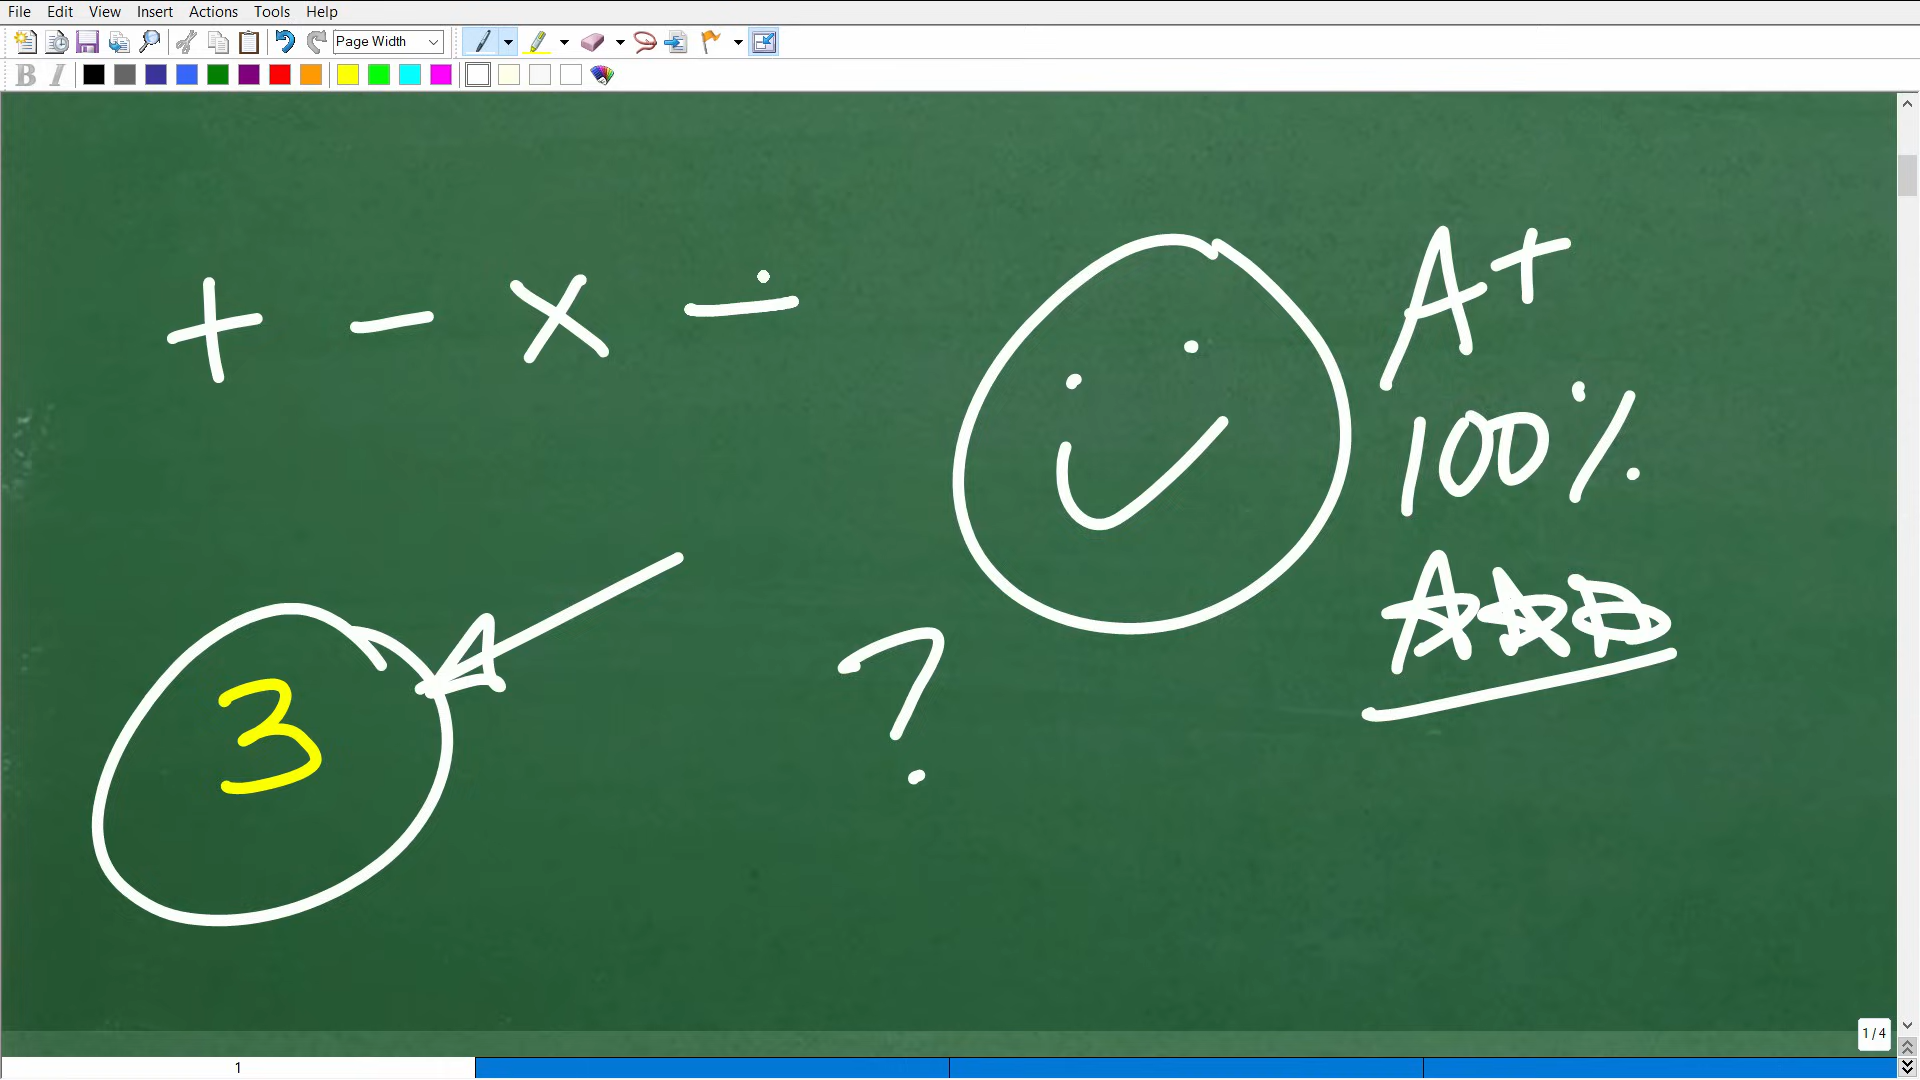 File Edit View Insert Actions Tools Help
Page Width
B I
+ - × ÷
A+
100%
3
?
1 / 4
1